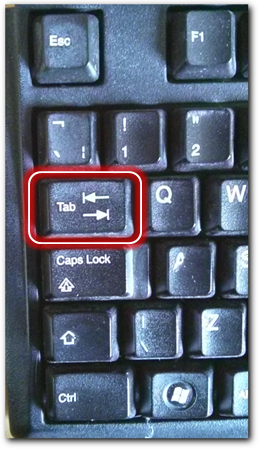 Esc F1
¬ ! "
\ ¦ 1 2
Tab Q W
Caps Lock A S
\ Z
Ctrl